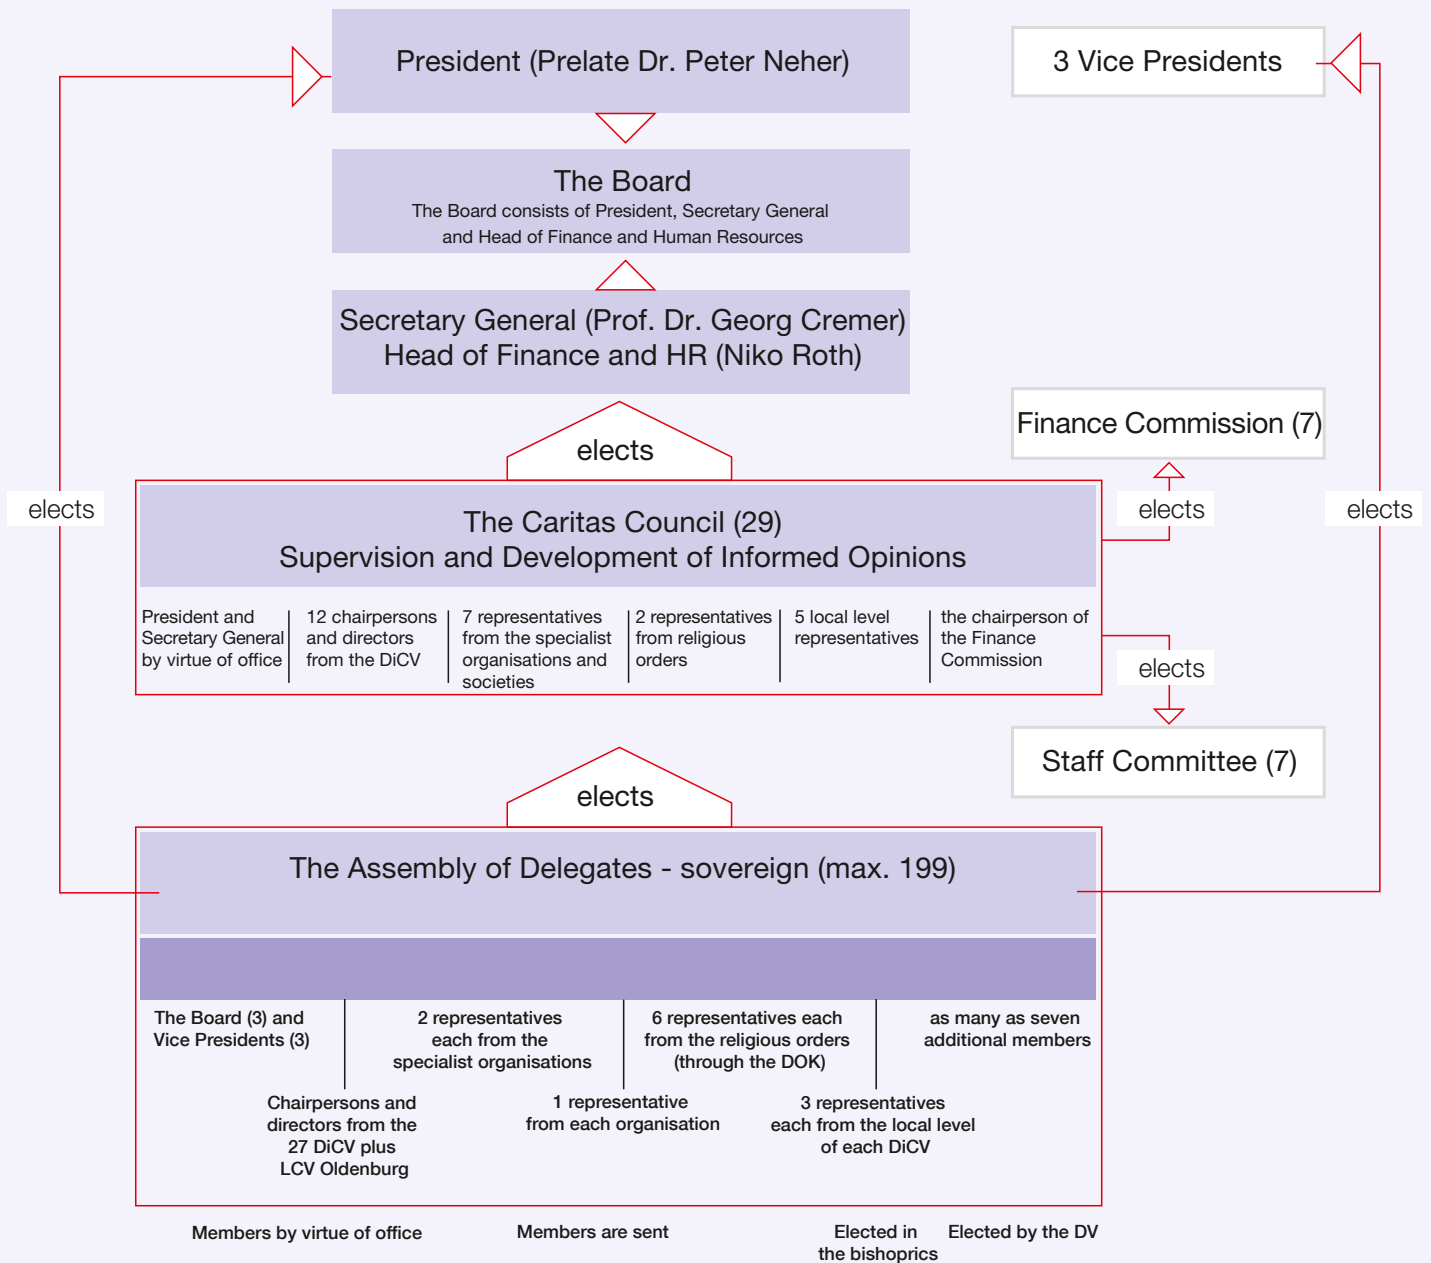 President (Prelate Dr. Peter Neher)
3 Vice Presidents
The Board
The Board consists of President, Secretary General
and Head of Finance and Human Resources
Secretary General (Prof. Dr. Georg Cremer)
Head of Finance and HR (Niko Roth)
Finance Commission (7)
elects
elects
elects
elects
The Caritas Council (29)
Supervision and Development of Informed Opinions
President and
Secretary General
by virtue of office
12 chairpersons
and directors
from the DiCV
7 representatives
from the specialist
organisations and
societies
2 representatives
from religious
orders
5 local level
representatives
the chairperson of
the Finance
Commission
elects
Staff Committee (7)
elects
The Assembly of Delegates - sovereign (max. 199)
The Board (3) and
Vice Presidents (3)
2 representatives
each from the
specialist organisations
6 representatives each
from the religious orders
(through the DOK)
as many as seven
additional members
Chairpersons and
directors from the
27 DiCV plus
LCV Oldenburg
1 representative
from each organisation
3 representatives
each from the local level
of each DiCV
Members by virtue of office
Members are sent
Elected in
the bishoprics
Elected by the DV